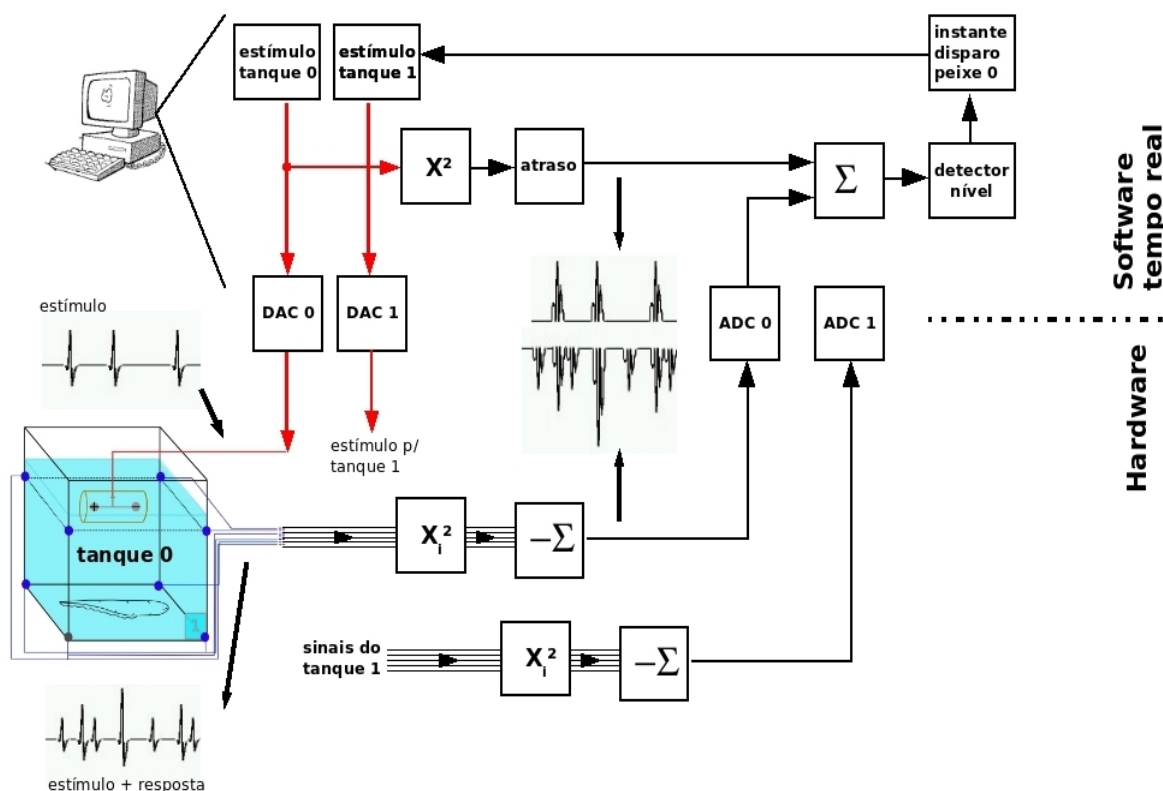 estímulo
tanque 0
estímulo
tanque 1
instante
disparo
peixe 0
X²
atraso
Σ
detector
nível
Software
tempo real
DAC 0
DAC 1
ADC 0
ADC 1
estímulo
Hardware
estímulo p/
tanque 1
+
-
tanque 0
1
Xᵢ²
−Σ
sinais do
tanque 1
Xᵢ²
−Σ
estímulo + resposta